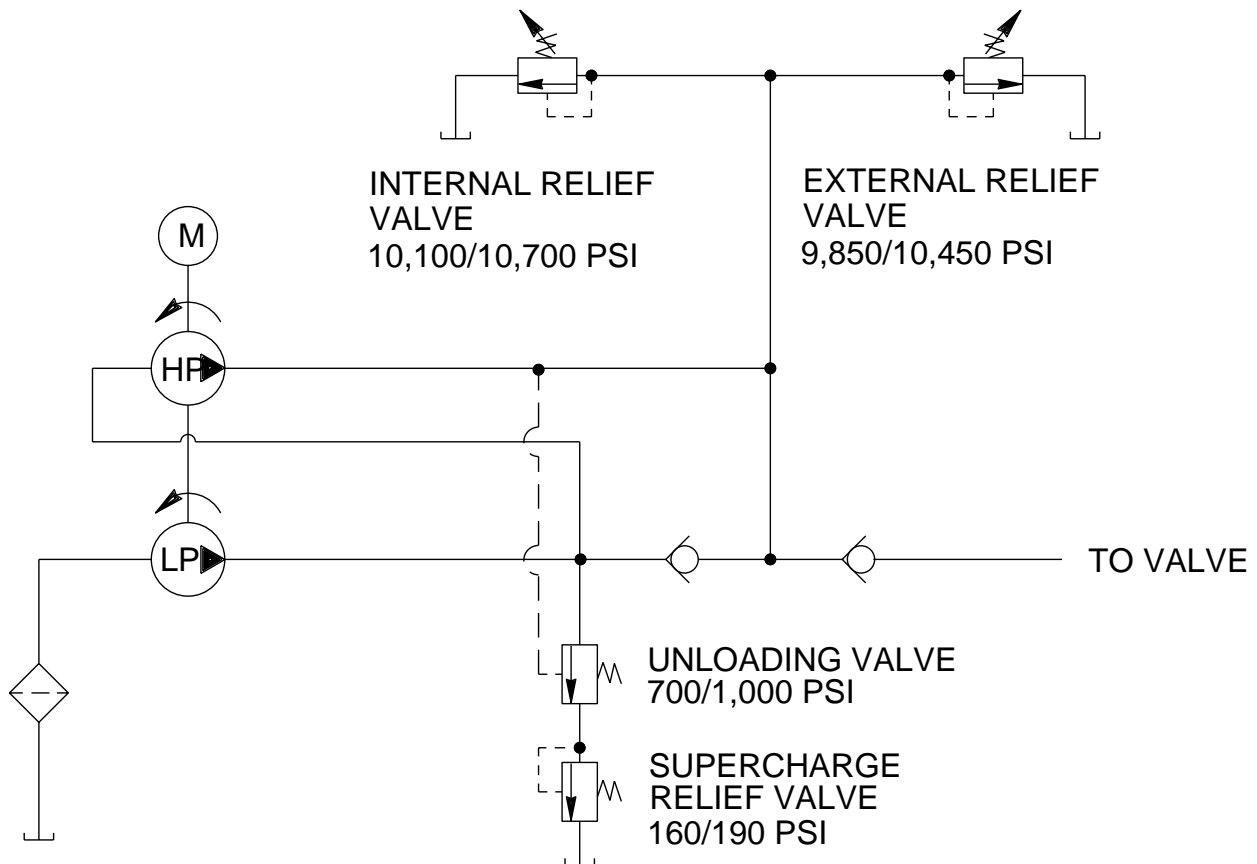 INTERNAL RELIEF
VALVE
10,100/10,700 PSI
EXTERNAL RELIEF
VALVE
9,850/10,450 PSI
M
HP
LP
TO VALVE
UNLOADING VALVE
700/1,000 PSI
SUPERCHARGE
RELIEF VALVE
160/190 PSI